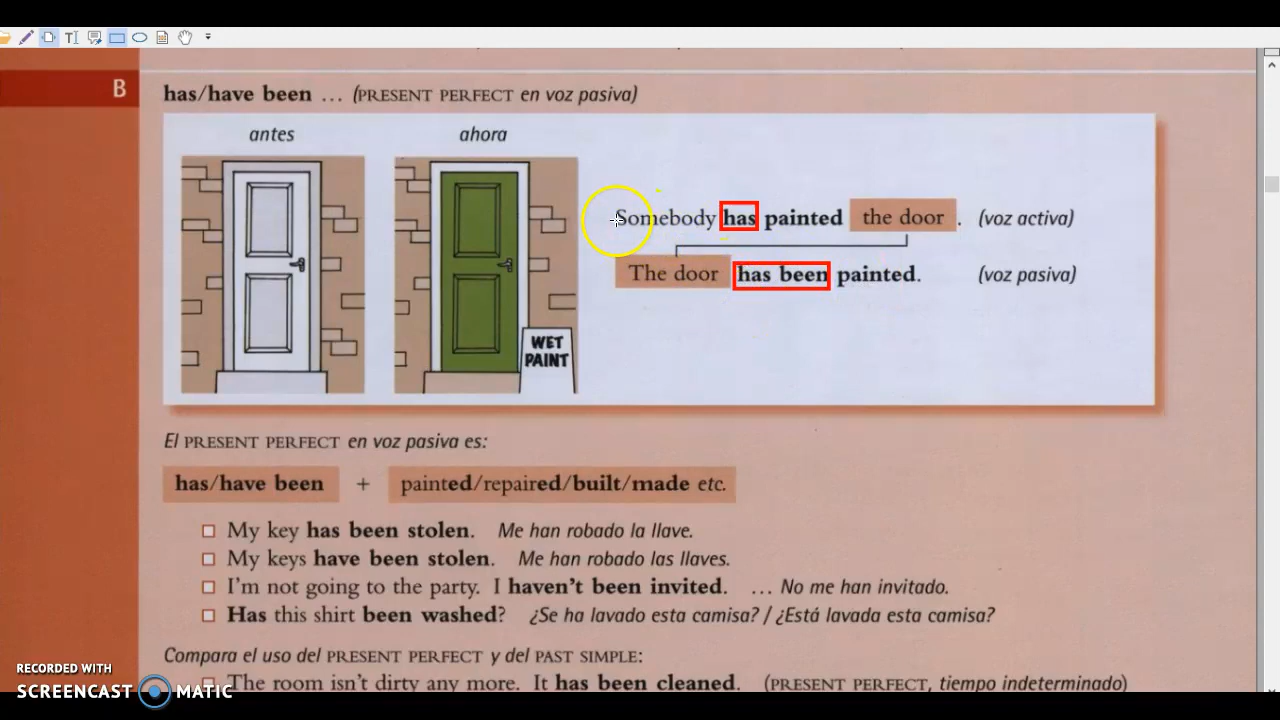 B
has/have been ... (PRESENT PERFECT en voz pasiva)
antes
ahora
Somebody has painted the door. (voz activa)
The door has been painted. (voz pasiva)
WET
PAINT
El PRESENT PERFECT en voz pasiva es:
has/have been + painted/repaired/built/made etc.
My key has been stolen. Me han robado la llave.
My keys have been stolen. Me han robado las llaves.
I'm not going to the party. I haven't been invited. ... No me han invitado.
Has this shirt been washed? ¿Se ha lavado esta camisa? / ¿Está lavada esta camisa?
Compara el uso del PRESENT PERFECT y del PAST SIMPLE:
The room isn't dirty any more. It has been cleaned. (PRESENT PERFECT, tiempo indeterminado)
RECORDED WITH
SCREENCAST MATIC